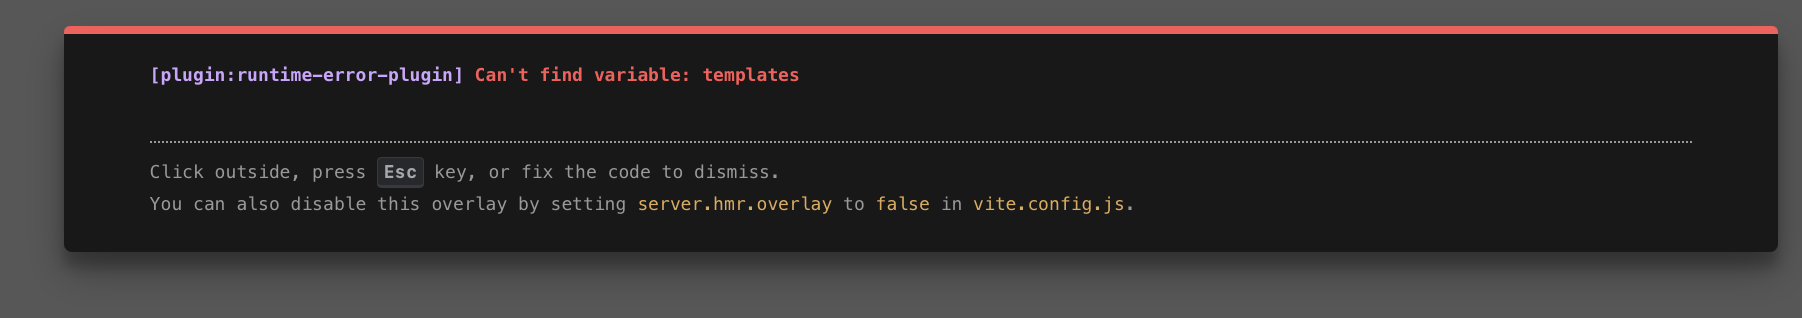 [plugin:runtime-error-plugin] Can't find variable: templates
Click outside, press Esc key, or fix the code to dismiss.
You can also disable this overlay by setting server.hmr.overlay to false in vite.config.js.